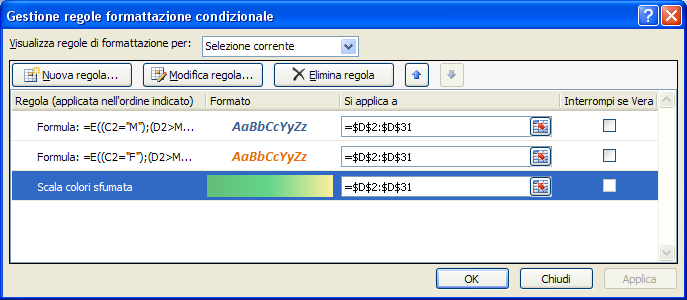 Gestione regole formattazione condizionale
Visualizza regole di formattazione per: Selezione corrente
Nuova regola... Modifica regola... Elimina regola
Regola (applicata nell'ordine indicato) Formato Si applica a Interrompi se Vera
Formula: =E((C2="M");(D2>M... AaBbCcYyZz =$D$2:$D$31
Formula: =E((C2="F");(D2>M... AaBbCcYyZz =$D$2:$D$31
Scala colori sfumata =$D$2:$D$31
OK Chiudi Applica